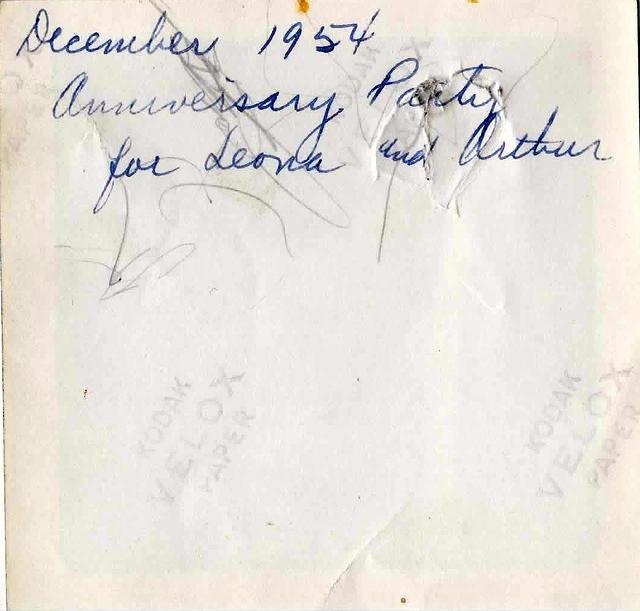 December 1954
Anniversary Party
for Leona and Arthur
KODAK
VELOX
PAPER
KODAK
VELOX
PAPER